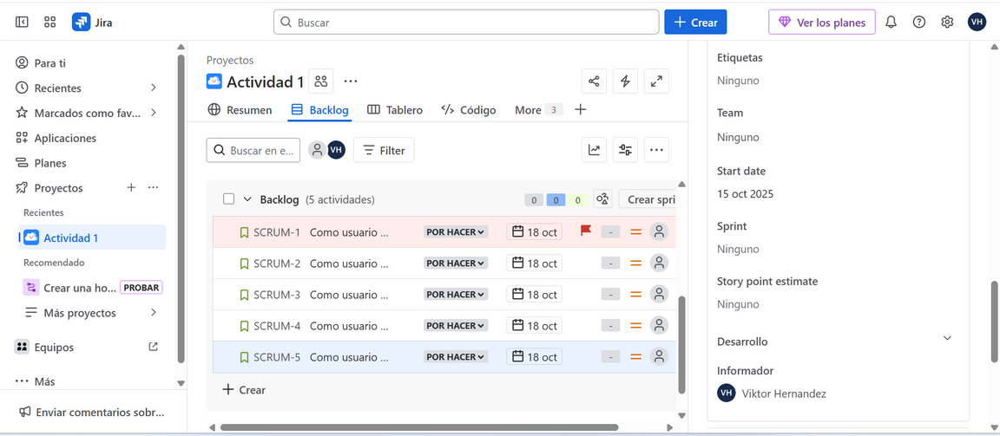 Jira
Buscar
Crear
Ver los planes
VH
Para ti
Recientes
Marcados como fav...
Aplicaciones
Planes
Proyectos
Recientes
Actividad 1
Recomendado
Crear una ho... PROBAR
Más proyectos
Equipos
Más
Enviar comentarios sobr...
Proyectos
Actividad 1
Resumen Backlog Tablero Código More 3
Buscar en e... VH Filter
Backlog (5 actividades) 0 0 0 Crear spri
SCRUM-1 Como usuario ... POR HACER 18 oct -
SCRUM-2 Como usuario ... POR HACER 18 oct -
SCRUM-3 Como usuario ... POR HACER 18 oct -
SCRUM-4 Como usuario ... POR HACER 18 oct -
SCRUM-5 Como usuario ... POR HACER 18 oct -
Crear
Etiquetas
Ninguno
Team
Ninguno
Start date
15 oct 2025
Sprint
Ninguno
Story point estimate
Ninguno
Desarrollo
Informador
VH Viktor Hernandez